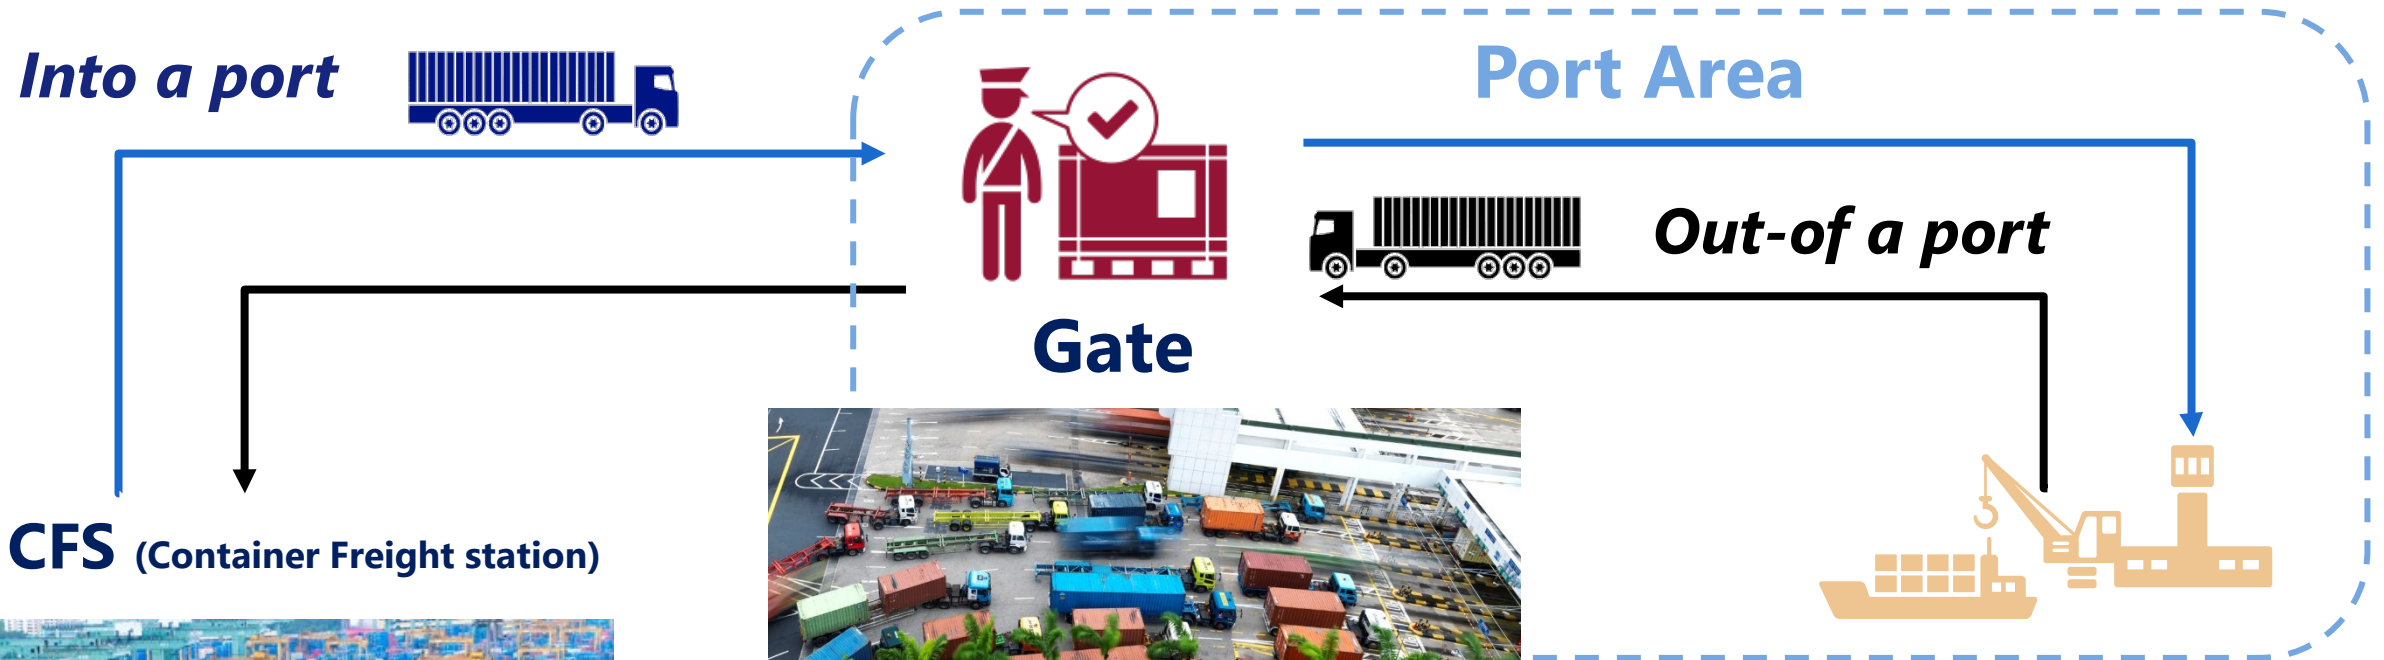 Into a port
Port Area
Out-of a port
Gate
CFS (Container Freight station)